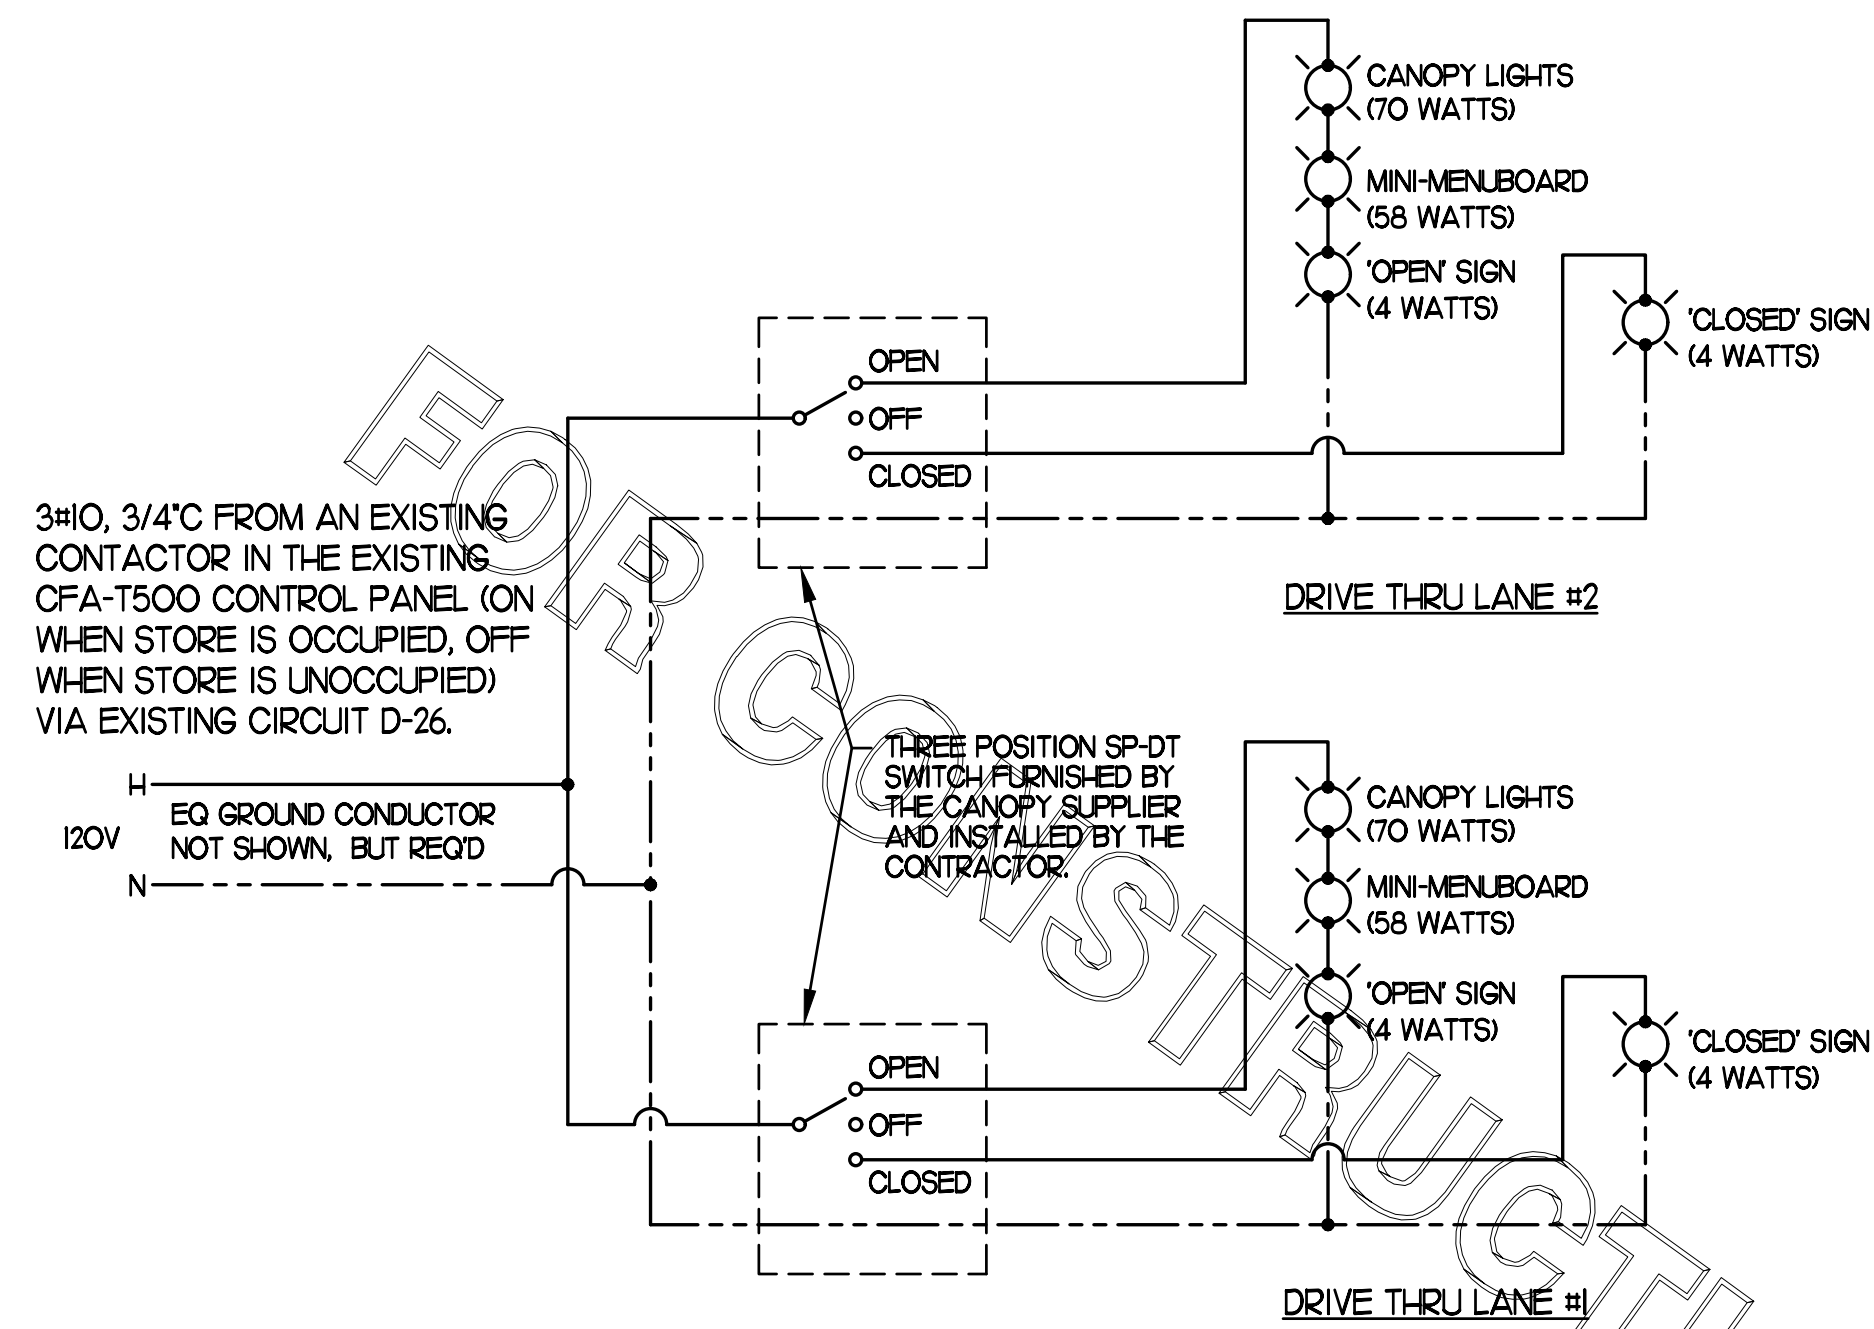 CANOPY LIGHTS
(70 WATTS)
MINI-MENUBOARD
(58 WATTS)
'OPEN' SIGN
(4 WATTS)
'CLOSED' SIGN
(4 WATTS)
OPEN
OFF
CLOSED
DRIVE THRU LANE #2
3#10, 3/4"C FROM AN EXISTING
CONTACTOR IN THE EXISTING
CFA-T500 CONTROL PANEL (ON
WHEN STORE IS OCCUPIED, OFF
WHEN STORE IS UNOCCUPIED)
VIA EXISTING CIRCUIT D-26.
H
EQ GROUND CONDUCTOR
NOT SHOWN, BUT REQ'D
120V
N
THREE POSITION SP-DT
SWITCH FURNISHED BY
THE CANOPY SUPPLIER
AND INSTALLED BY THE
CONTRACTOR.
CANOPY LIGHTS
(70 WATTS)
MINI-MENUBOARD
(58 WATTS)
'OPEN' SIGN
(4 WATTS)
'CLOSED' SIGN
(4 WATTS)
OPEN
OFF
CLOSED
DRIVE THRU LANE #1
FOR CONSTRUCTI